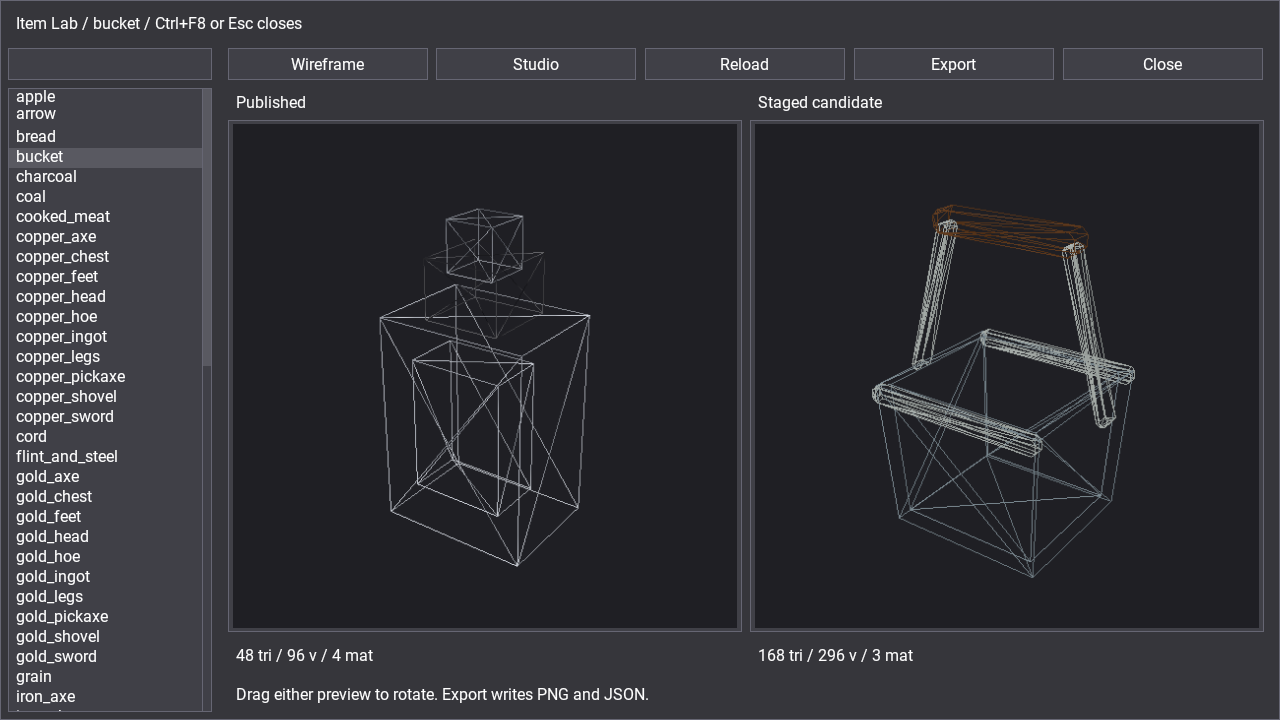 Item Lab / bucket / Ctrl+F8 or Esc closes
Wireframe
Studio
Reload
Export
Close
apple
arrow
bread
bucket
charcoal
coal
cooked_meat
copper_axe
copper_chest
copper_feet
copper_head
copper_hoe
copper_ingot
copper_legs
copper_pickaxe
copper_shovel
copper_sword
cord
flint_and_steel
gold_axe
gold_chest
gold_feet
gold_head
gold_hoe
gold_ingot
gold_legs
gold_pickaxe
gold_shovel
gold_sword
grain
iron_axe
Published
48 tri / 96 v / 4 mat
Staged candidate
168 tri / 296 v / 3 mat
Drag either preview to rotate. Export writes PNG and JSON.